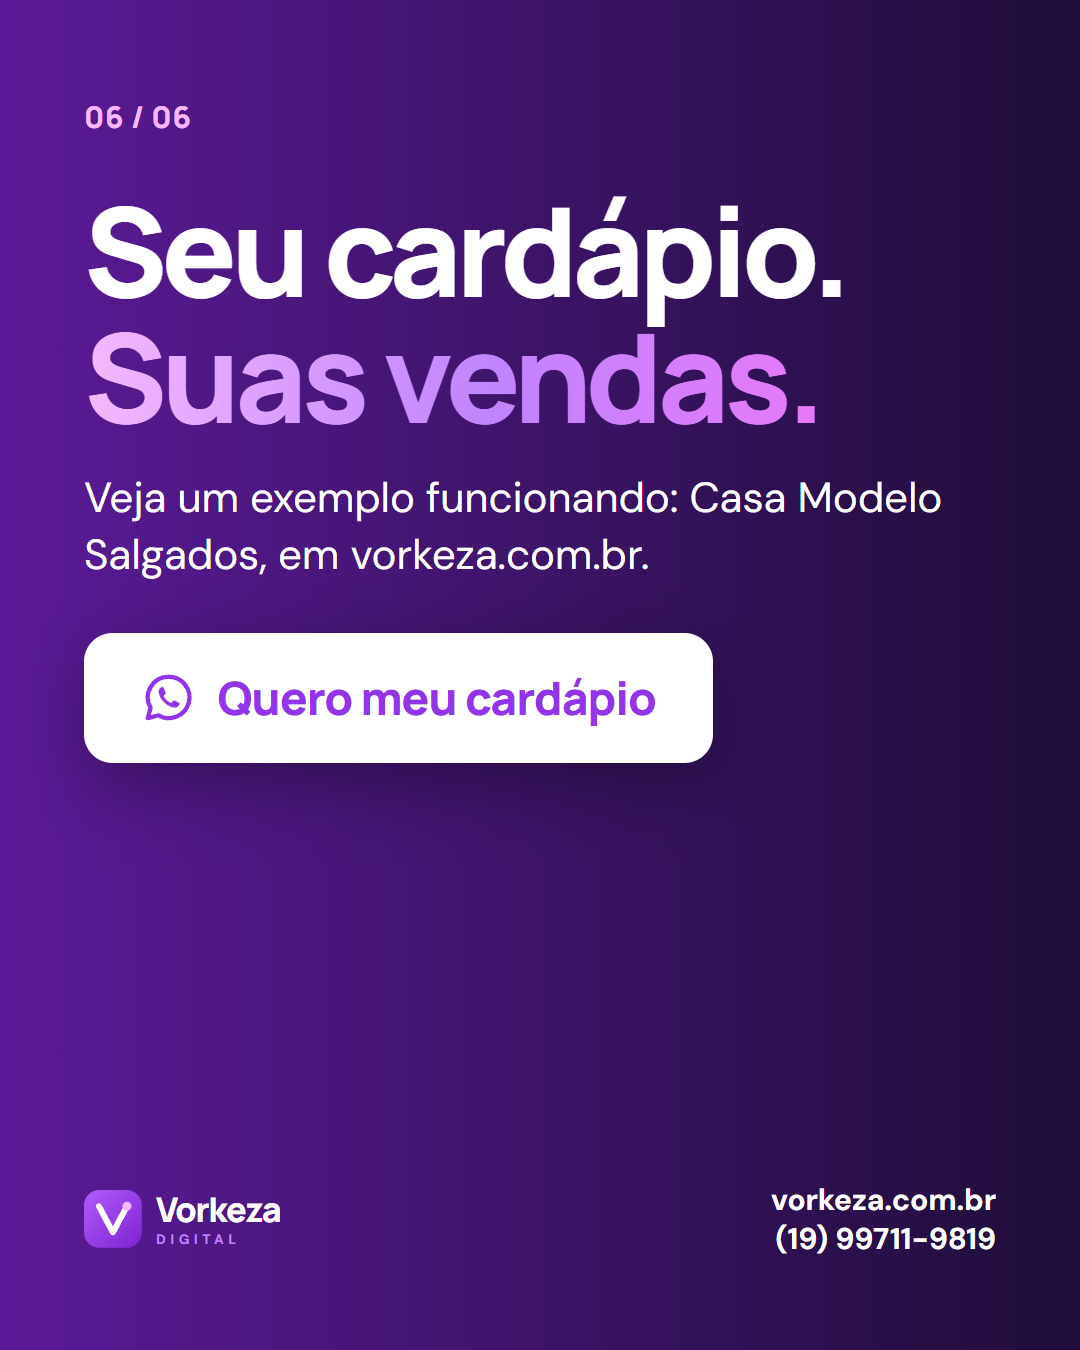 06 / 06
Seu cardápio.
Suas vendas.
Veja um exemplo funcionando: Casa Modelo
Salgados, em vorkeza.com.br.
Quero meu cardápio
Vorkeza
DIGITAL
vorkeza.com.br
(19) 99711-9819